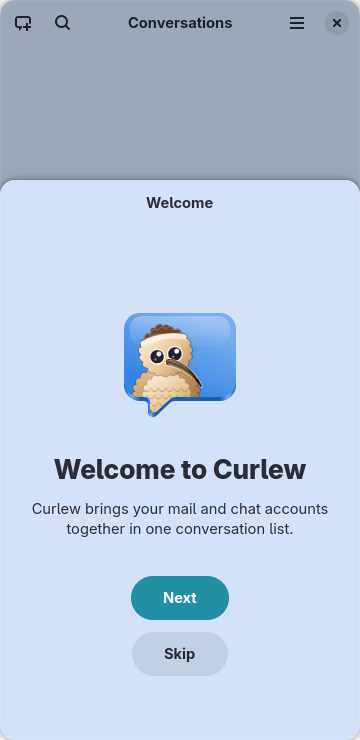 Conversations
Welcome
Welcome to Curlew
Curlew brings your mail and chat accounts
together in one conversation list.
Next
Skip